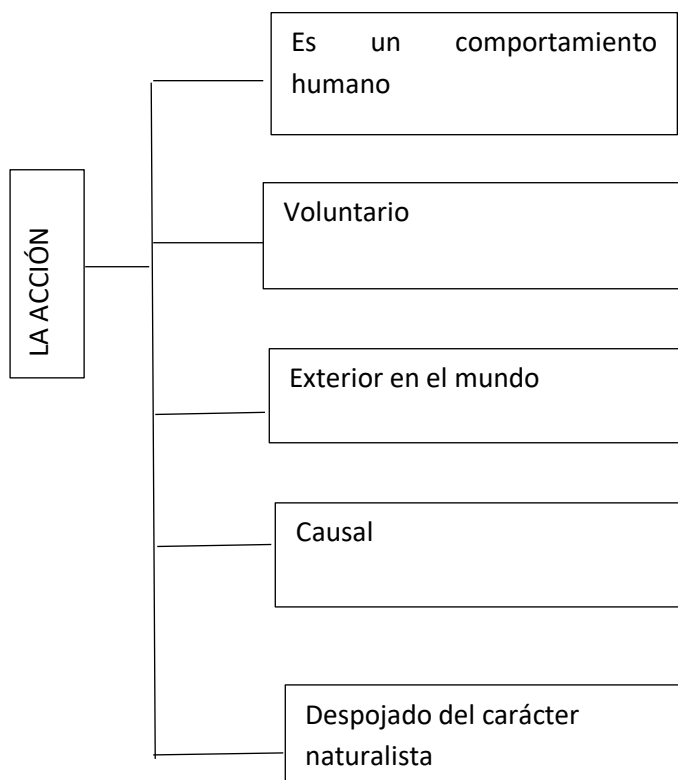 LA ACCIÓN
Es un comportamiento
humano
Voluntario
Exterior en el mundo
Causal
Despojado del carácter
naturalista